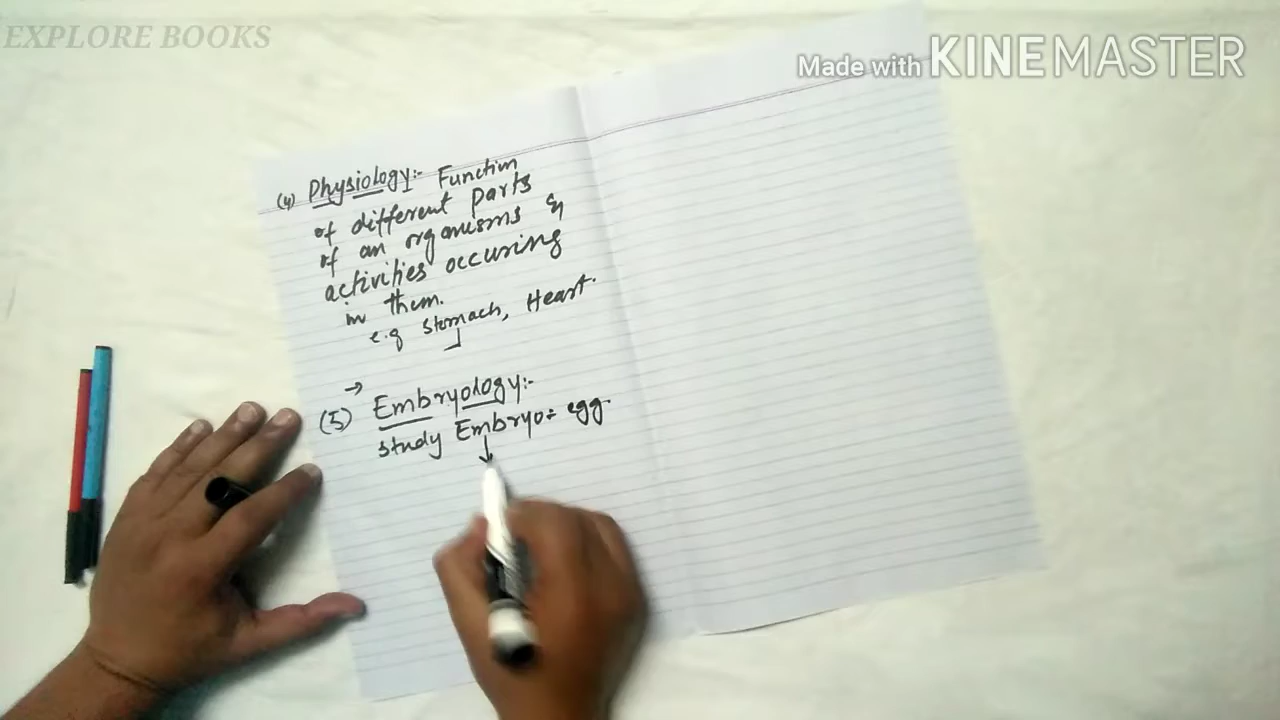 EXPLORE BOOKS
Made with KINEMASTER
(4) Physiology:- Function
of different parts
of an organisms &
activities occuring
in them.
e.g stomach, Heart.
→
(5) Embryology:-
study Embryo= egg.
↓